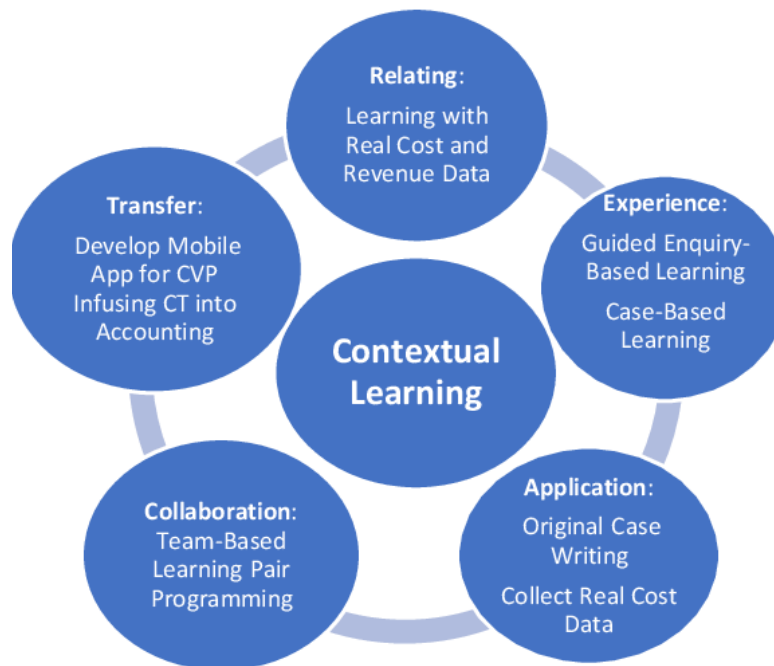 Relating:
Learning with
Real Cost and
Revenue Data
Experience:
Guided Enquiry-
Based Learning
Case-Based
Learning
Application:
Original Case
Writing
Collect Real Cost
Data
Collaboration:
Team-Based
Learning Pair
Programming
Transfer:
Develop Mobile
App for CVP
Infusing CT into
Accounting
Contextual
Learning